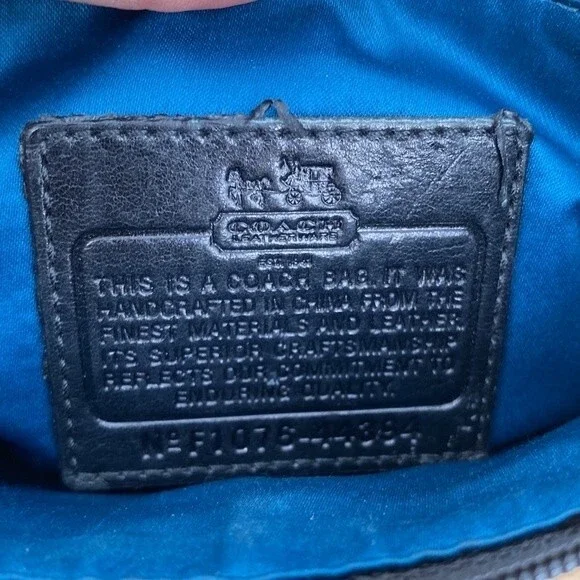 COACH
LEATHERWARE
EST. 1941
THIS IS A COACH BAG. IT WAS
HANDCRAFTED IN CHINA FROM THE
FINEST MATERIALS AND LEATHER.
ITS SUPERIOR CRAFTSMANSHIP
REFLECTS OUR COMMITMENT TO
ENDURING QUALITY.
Nº F1076-44384